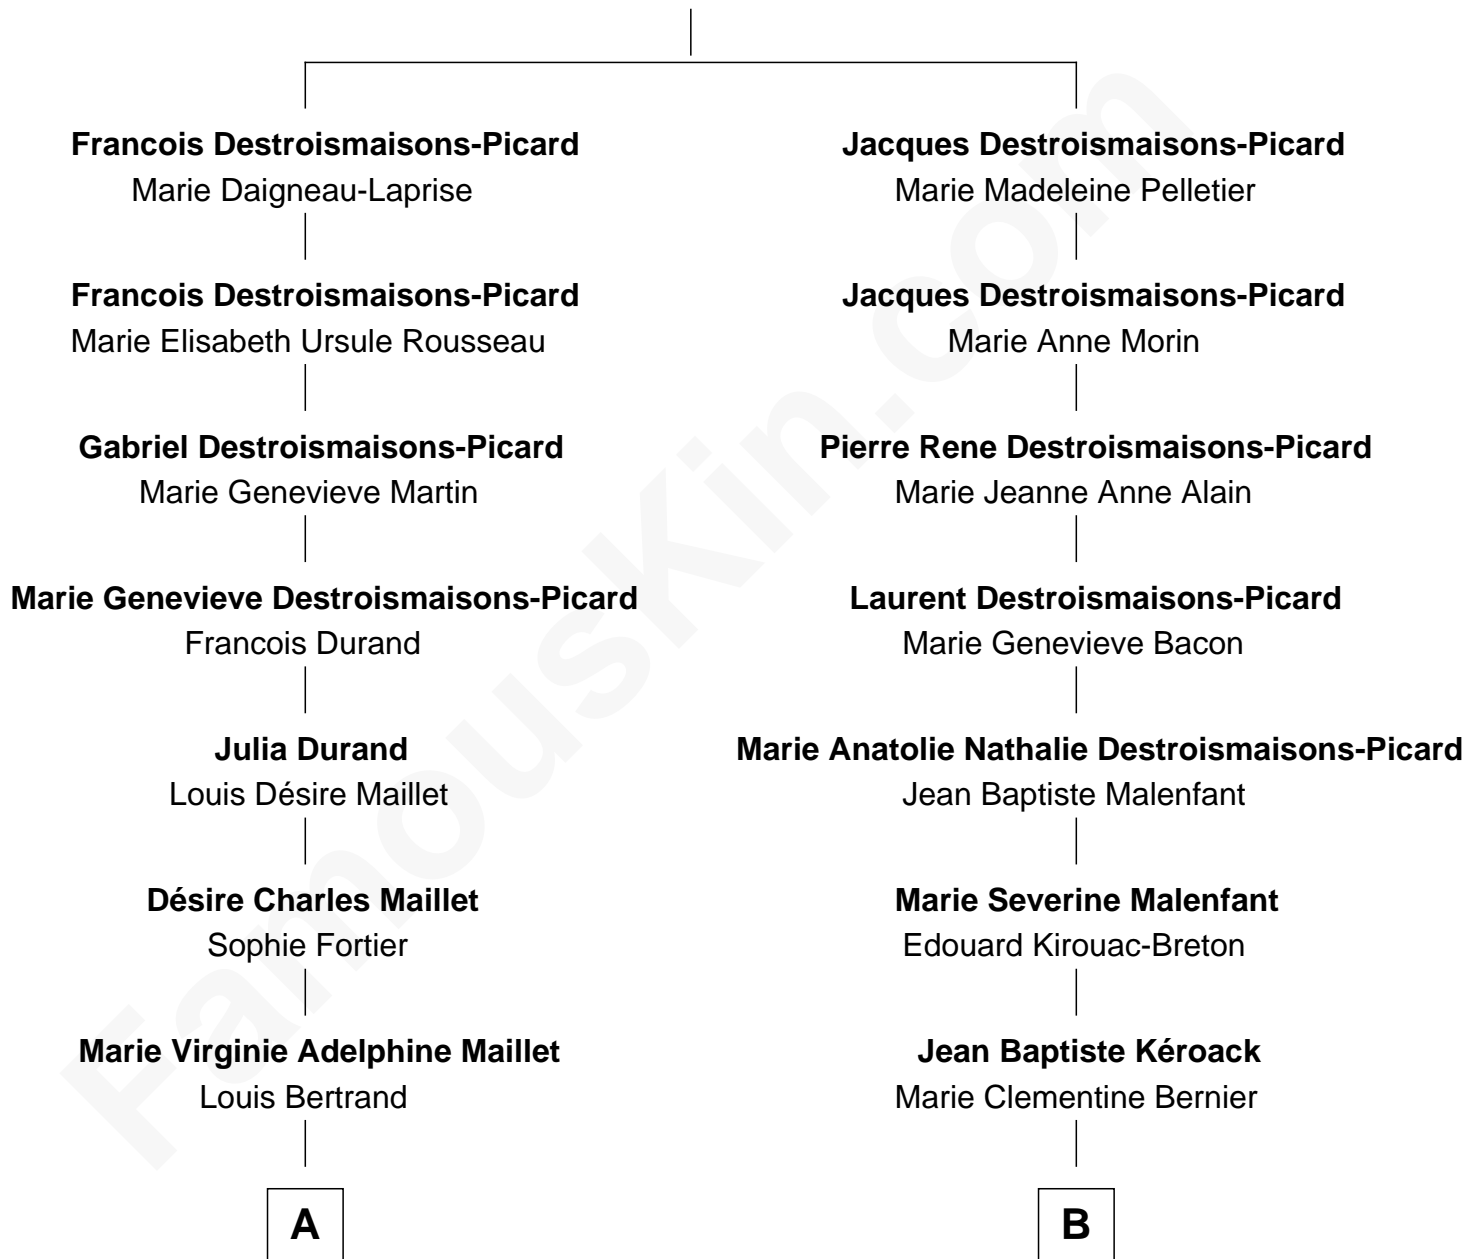 Francois Destroismaisons-Picard
Marie Daigneau-Laprise
Francois Destroismaisons-Picard
Marie Elisabeth Ursule Rousseau
Gabriel Destroismaisons-Picard
Marie Genevieve Martin
Marie Genevieve Destroismaisons-Picard
Francois Durand
Julia Durand
Louis Désire Maillet
Désire Charles Maillet
Sophie Fortier
Marie Virginie Adelphine Maillet
Louis Bertrand
A
Jacques Destroismaisons-Picard
Marie Madeleine Pelletier
Jacques Destroismaisons-Picard
Marie Anne Morin
Pierre Rene Destroismaisons-Picard
Marie Jeanne Anne Alain
Laurent Destroismaisons-Picard
Marie Genevieve Bacon
Marie Anatolie Nathalie Destroismaisons-Picard
Jean Baptiste Malenfant
Marie Severine Malenfant
Edouard Kirouac-Breton
Jean Baptiste Kéroack
Marie Clementine Bernier
B
FamousKin.com